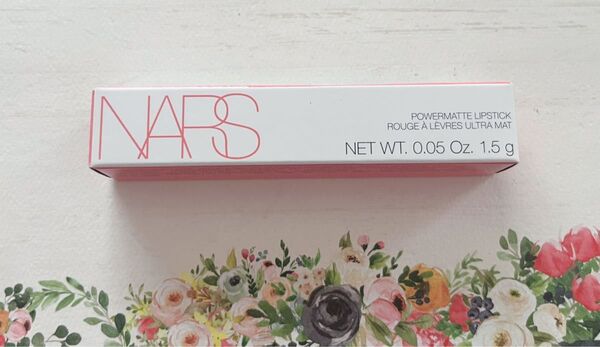 NARS
POWERMATTE LIPSTICK
ROUGE À LÈVRES ULTRA MAT
NET WT. 0.05 Oz. 1.5 g